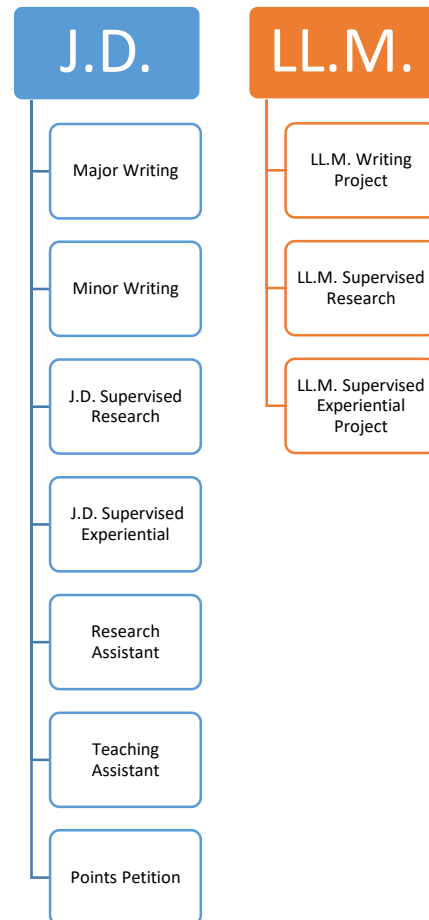 J.D.
Major Writing
Minor Writing
J.D. Supervised
Research
J.D. Supervised
Experiential
Research
Assistant
Teaching
Assistant
Points Petition
LL.M.
LL.M. Writing
Project
LL.M. Supervised
Research
LL.M. Supervised
Experiential
Project